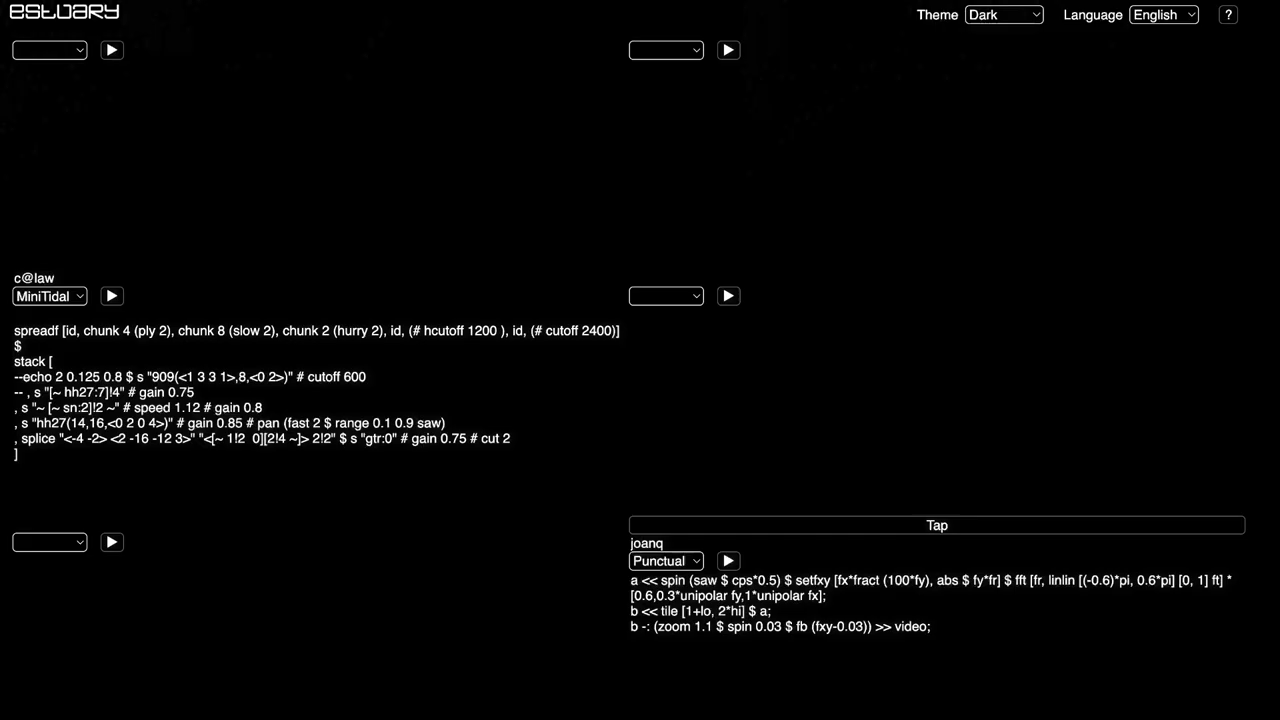 estuary
Theme Dark Language English ?
c@law
MiniTidal
spreadf [id, chunk 4 (ply 2), chunk 8 (slow 2), chunk 2 (hurry 2), id, (# hcutoff 1200 ), id, (# cutoff 2400)]
$
stack [
--echo 2 0.125 0.8 $ s "909(<1 3 3 1>,8,<0 2>)" # cutoff 600
-- , s "[~ hh27:7]!4" # gain 0.75
, s "~ [~ sn:2]!2 ~" # speed 1.12 # gain 0.8
, s "hh27(14,16,<0 2 0 4>)" # gain 0.85 # pan (fast 2 $ range 0.1 0.9 saw)
, splice "<-4 -2> <2 -16 -12 3>" "<[~ 1!2  0][2!4 ~]> 2!2" $ s "gtr:0" # gain 0.75 # cut 2
]
Tap
joanq
Punctual
a << spin (saw $ cps*0.5) $ setfxy [fx*fract (100*fy), abs $ fy*fr] $ fft [fr, linlin [(-0.6)*pi, 0.6*pi] [0, 1] ft] *
[0.6,0.3*unipolar fy,1*unipolar fx];
b << tile [1+lo, 2*hi] $ a;
b -: (zoom 1.1 $ spin 0.03 $ fb (fxy-0.03)) >> video;